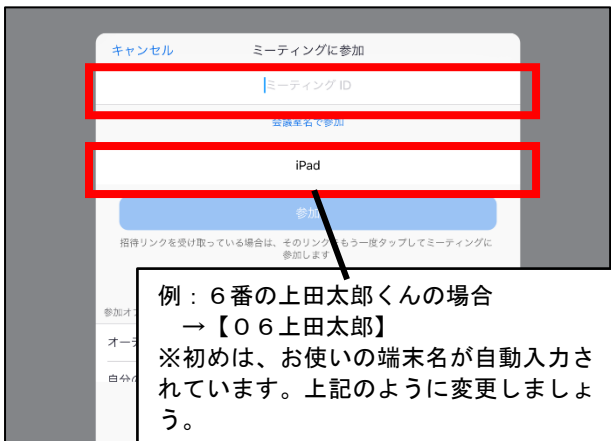 キャンセル ミーティングに参加
ミーティング ID
会議室名で参加
iPad
参加
招待リンクを受け取っている場合は、そのリンクをもう一度タップしてミーティングに
参加します
例：６番の上田太郎くんの場合
→【０６上田太郎】
※初めは、お使いの端末名が自動入力さ
れています。上記のように変更しましょ
う。
参加オ
オーデ
自分の